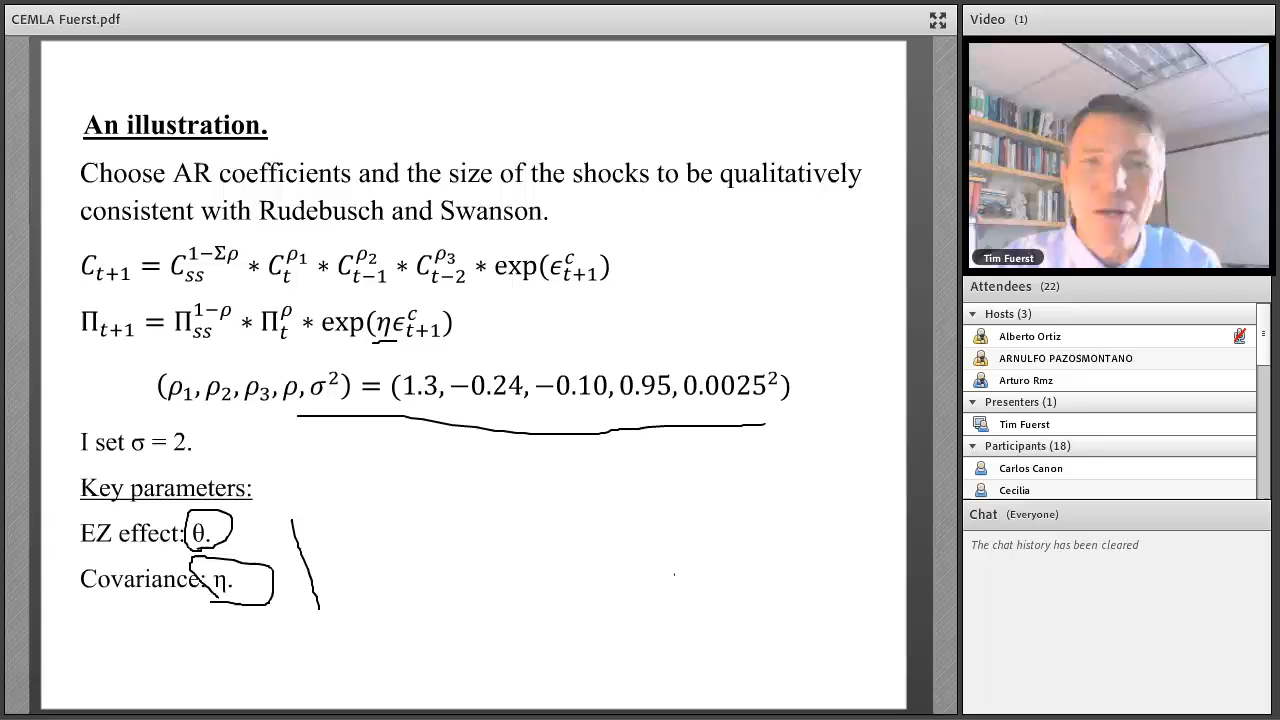 CEMLA Fuerst.pdf
An illustration.
Choose AR coefficients and the size of the shocks to be qualitatively
consistent with Rudebusch and Swanson.
C_{t+1} = C_{ss}^{1−Σρ} ∗ C_t^{ρ_1} ∗ C_{t−1}^{ρ_2} ∗ C_{t−2}^{ρ_3} ∗ exp(ϵ_{t+1}^c)
Π_{t+1} = Π_{ss}^{1−ρ} ∗ Π_t^ρ ∗ exp(ηϵ_{t+1}^c)
(ρ_1, ρ_2, ρ_3, ρ, σ^2) = (1.3, −0.24, −0.10, 0.95, 0.0025^2)
I set σ = 2.
Key parameters:
EZ effect: θ.
Covariance: η.
Video (1)
Tim Fuerst
Attendees (22)
Hosts (3)
Alberto Ortiz
ARNULFO PAZOSMONTANO
Arturo Rmz
Presenters (1)
Tim Fuerst
Participants (18)
Carlos Canon
Cecilia
Chat (Everyone)
The chat history has been cleared